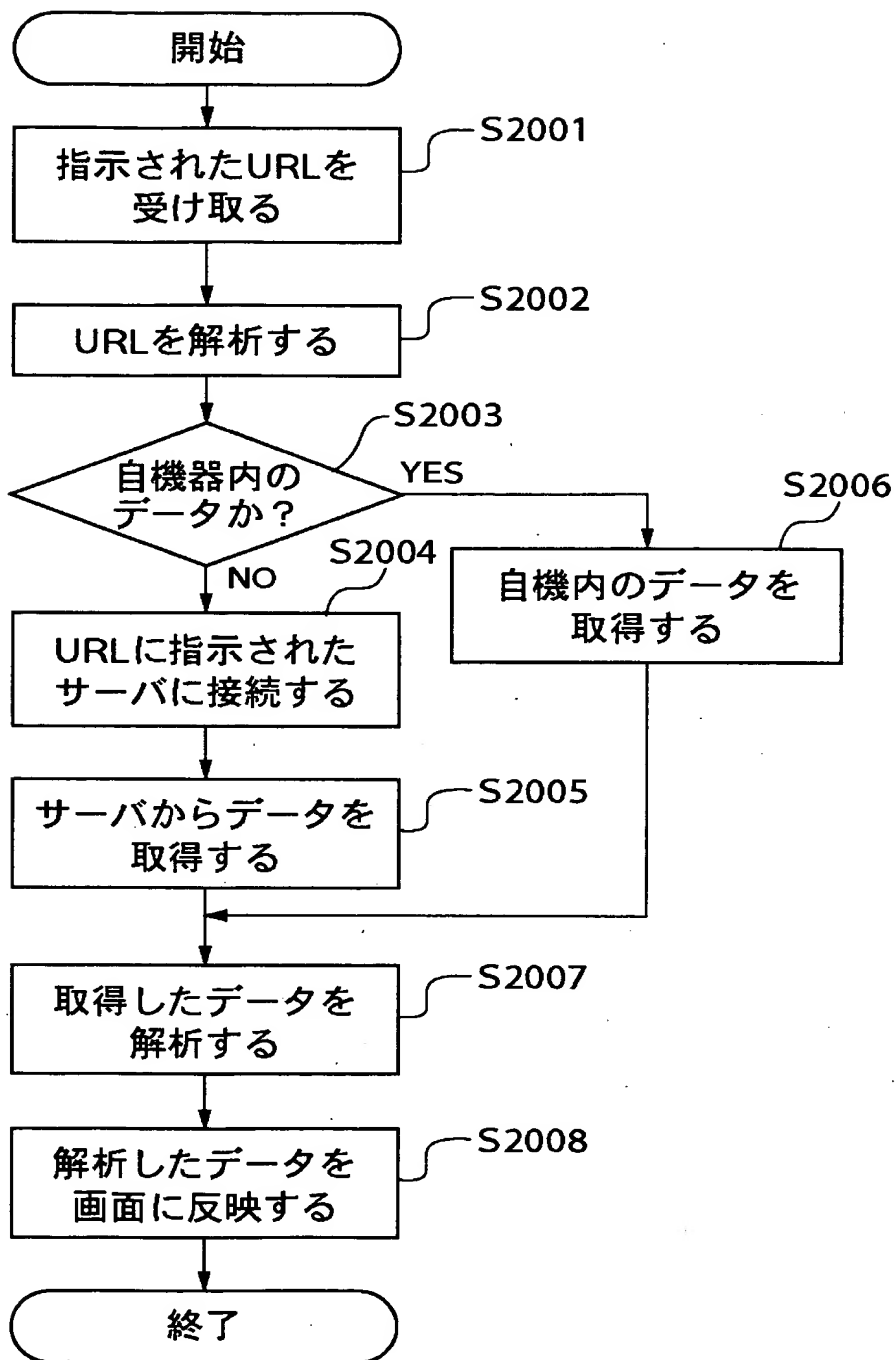 開始
指示されたURLを
受け取る
S2001
URLを解析する
S2002
自機器内の
データか？
S2003
YES
NO
URLに指示された
サーバに接続する
S2004
サーバからデータを
取得する
S2005
自機内のデータを
取得する
S2006
取得したデータを
解析する
S2007
解析したデータを
画面に反映する
S2008
終了